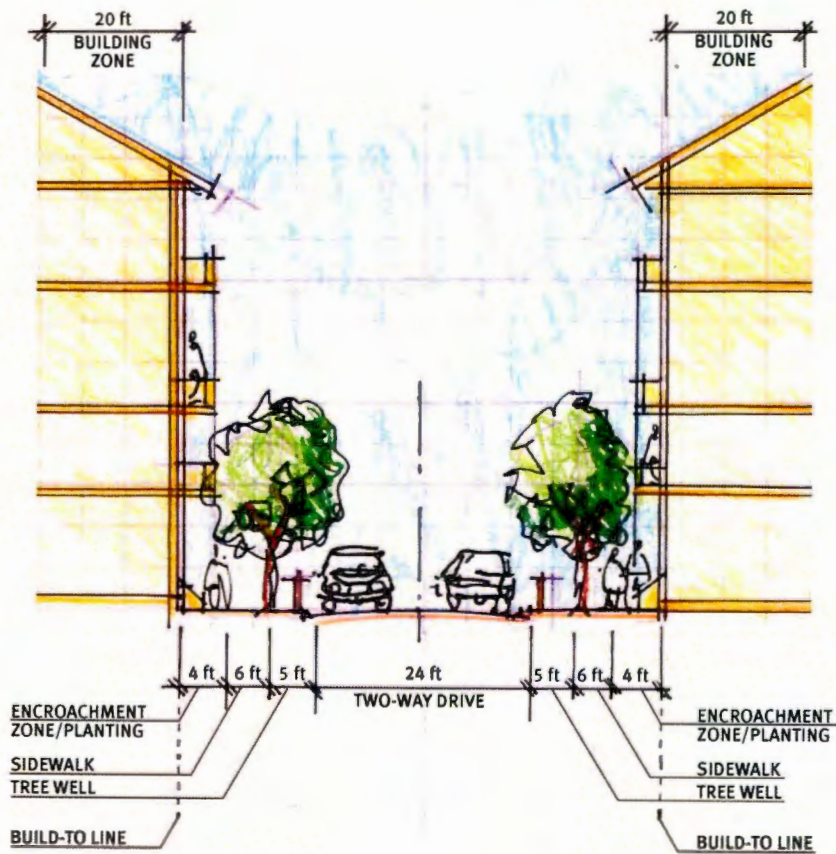 20 ft
BUILDING
ZONE
20 ft
BUILDING
ZONE
4 ft
6 ft
5 ft
24 ft
5 ft
6 ft
4 ft
TWO-WAY DRIVE
ENCROACHMENT
ZONE/PLANTING
SIDEWALK
TREE WELL
BUILD-TO LINE
ENCROACHMENT
ZONE/PLANTING
SIDEWALK
TREE WELL
BUILD-TO LINE